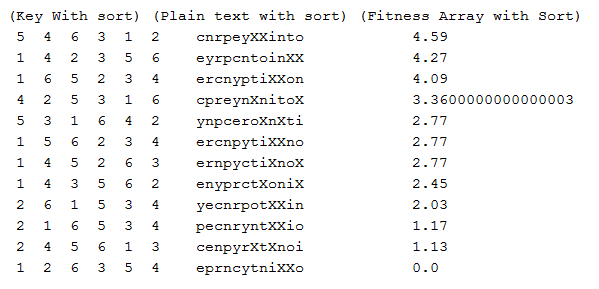 (Key With sort) (Plain text with sort) (Fitness Array with Sort)
5 4 6 3 1 2 cnrpeyXXinto 4.59
1 4 2 3 5 6 eyrpcntoinXX 4.27
1 6 5 2 3 4 ercnyptiXXon 4.09
4 2 5 3 1 6 cpreynXnitoX 3.3600000000000003
5 3 1 6 4 2 ynpceroXnXti 2.77
1 5 6 2 3 4 ercnpytiXXno 2.77
1 4 5 2 6 3 ernpyctiXnoX 2.77
1 4 3 5 6 2 enyprctXoniX 2.45
2 6 1 5 3 4 yecnrpotXXin 2.03
2 1 6 5 3 4 pecnryntXXio 1.17
2 4 5 6 1 3 cenpyrXtXnoi 1.13
1 2 6 3 5 4 eprncytniXXo 0.0